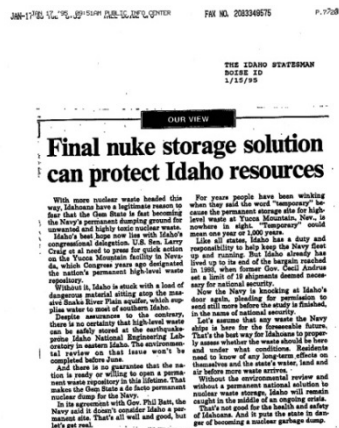 JAN-17-95 TUE
JAN 17 '95 09:51AM PUBLIC INFO CENTER
FAX NO. 2083349575
P.7/20
THE IDAHO STATESMAN
BOISE ID
1/15/95
OUR VIEW
Final nuke storage solution
can protect Idaho resources
With more nuclear waste headed this
way, Idahoans have a legitimate reason to
fear that the Gem State is fast becoming
the Navy's permanent dumping ground for
unwanted and highly toxic nuclear waste.
Idaho's best hope now lies with Idaho's
congressional delegation. U.S. Sen. Larry
Craig et al need to press for quick action
on the Yucca Mountain facility in Neva-
da, which Congress years ago designated
the nation's permanent high-level waste
repository.
Without it, Idaho is stuck with a load of
dangerous material sitting atop the mas-
sive Snake River Plain aquifer, which sup-
plies water to most of southern Idaho.
Despite assurances to the contrary,
there is no certainty that high-level waste
can be safely stored at the earthquake-
prone Idaho National Engineering Lab-
oratory in eastern Idaho. The environmen-
tal review on that issue won't be
completed before June.
And there is no guarantee that the na-
tion is ready or willing to open a perma-
nent waste repository in this lifetime. That
makes the Gem State a de facto permanent
nuclear dump for the Navy.
In its agreement with Gov. Phil Batt, the
Navy said it doesn't consider Idaho a per-
manent site. That's all well and good, but
let's get real.
For years people have been winking
when they said the word "temporary" be-
cause the permanent storage site for high-
level waste at Yucca Mountain, Nev., is
nowhere in sight. "Temporary" could
mean one year or 1,000 years.
Like all states, Idaho has a duty and
responsibility to help keep the Navy fleet
up and running. But Idaho already has
lived up to its end of the bargain reached
in 1993, when former Gov. Cecil Andrus
set a limit of 19 shipments deemed neces-
sary for national security.
Now the Navy is knocking at Idaho's
door again, pleading for permission to
send still more before the study is finished,
in the name of national security.
Let's assume that any waste the Navy
ships is here for the foreseeable future.
That's the best way for Idahoans to proper-
ly assess whether the waste should be here
and under what conditions. Residents
need to know of any long-term effects on
themselves and the state's water, land and
air before more waste arrives.
Without the environmental review and
without a permanent national solution to
nuclear waste storage, Idaho will remain
caught in the middle of an ongoing crisis.
That's not good for the health and safety
of Idahoans. And it puts the state in dan-
ger of becoming a nuclear garbage dump.